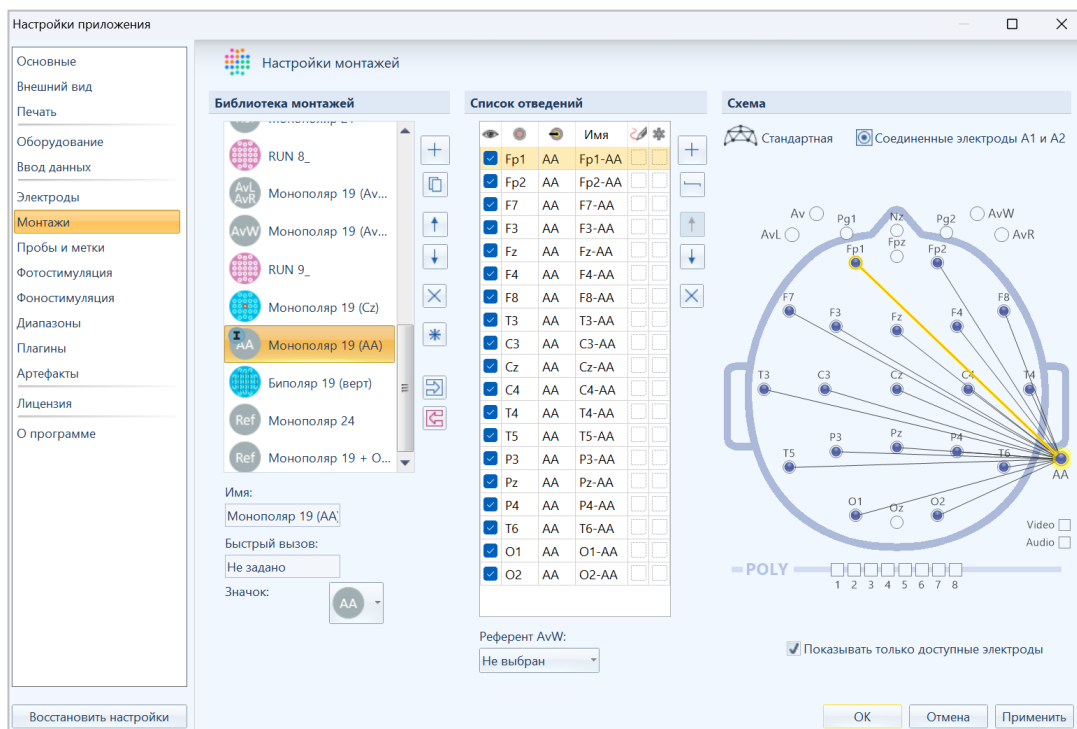 Настройки приложения
Основные
Внешний вид
Печать
Оборудование
Ввод данных
Электроды
Монтажи
Пробы и метки
Фотостимуляция
Фоностимуляция
Диапазоны
Плагины
Артефакты
Лицензия
О программе
Восстановить настройки
Настройки монтажей
Библиотека монтажей
RUN 8_
AvL AvR Монополяр 19 (Av...
AvW Монополяр 19 (Av...
RUN 9_
Монополяр 19 (Cz)
AA Монополяр 19 (AA)
Биполяр 19 (верт)
Ref Монополяр 24
Ref Монополяр 19 + O...
Имя:
Монополяр 19 (AA)
Быстрый вызов:
Не задано
Значок:
AA
Список отведений
Имя
Fp1 AA Fp1-AA
Fp2 AA Fp2-AA
F7 AA F7-AA
F3 AA F3-AA
Fz AA Fz-AA
F4 AA F4-AA
F8 AA F8-AA
T3 AA T3-AA
C3 AA C3-AA
Cz AA Cz-AA
C4 AA C4-AA
T4 AA T4-AA
T5 AA T5-AA
P3 AA P3-AA
Pz AA Pz-AA
P4 AA P4-AA
T6 AA T6-AA
O1 AA O1-AA
O2 AA O2-AA
Референт AvW:
Не выбран
Схема
Стандартная Соединенные электроды A1 и A2
Av Pg1 Nz Pg2 AvW
AvL AvR
Fp1 Fpz Fp2
F7 F3 Fz F4 F8
T3 C3 Cz C4 T4
T5 P3 Pz P4 T6
AA
O1 Oz O2
Video
Audio
POLY
1 2 3 4 5 6 7 8
Показывать только доступные электроды
ОК Отмена Применить